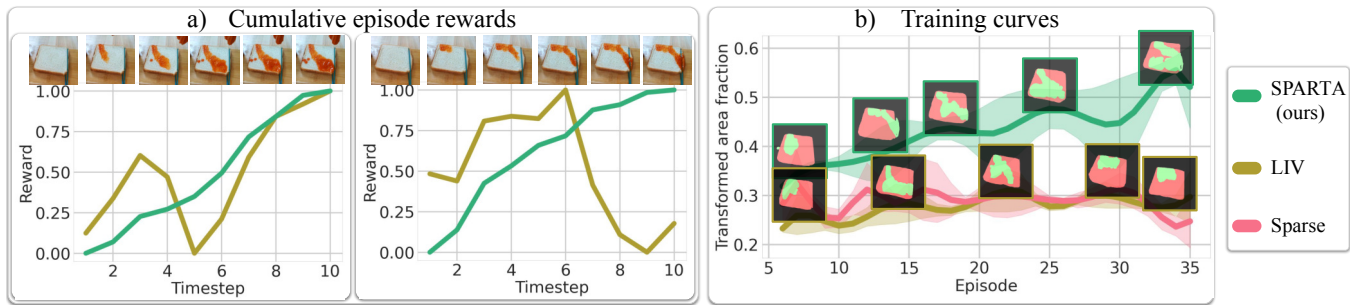 a) Cumulative episode rewards
1.00
0.75
0.50
0.25
0.00
Reward
2 4 6 8 10
Timestep
1.00
0.75
0.50
0.25
0.00
Reward
2 4 6 8 10
Timestep
b) Training curves
0.6
0.5
0.4
0.3
0.2
Transformed area fraction
5 10 15 20 25 30 35
Episode
SPARTA
(ours)
LIV
Sparse